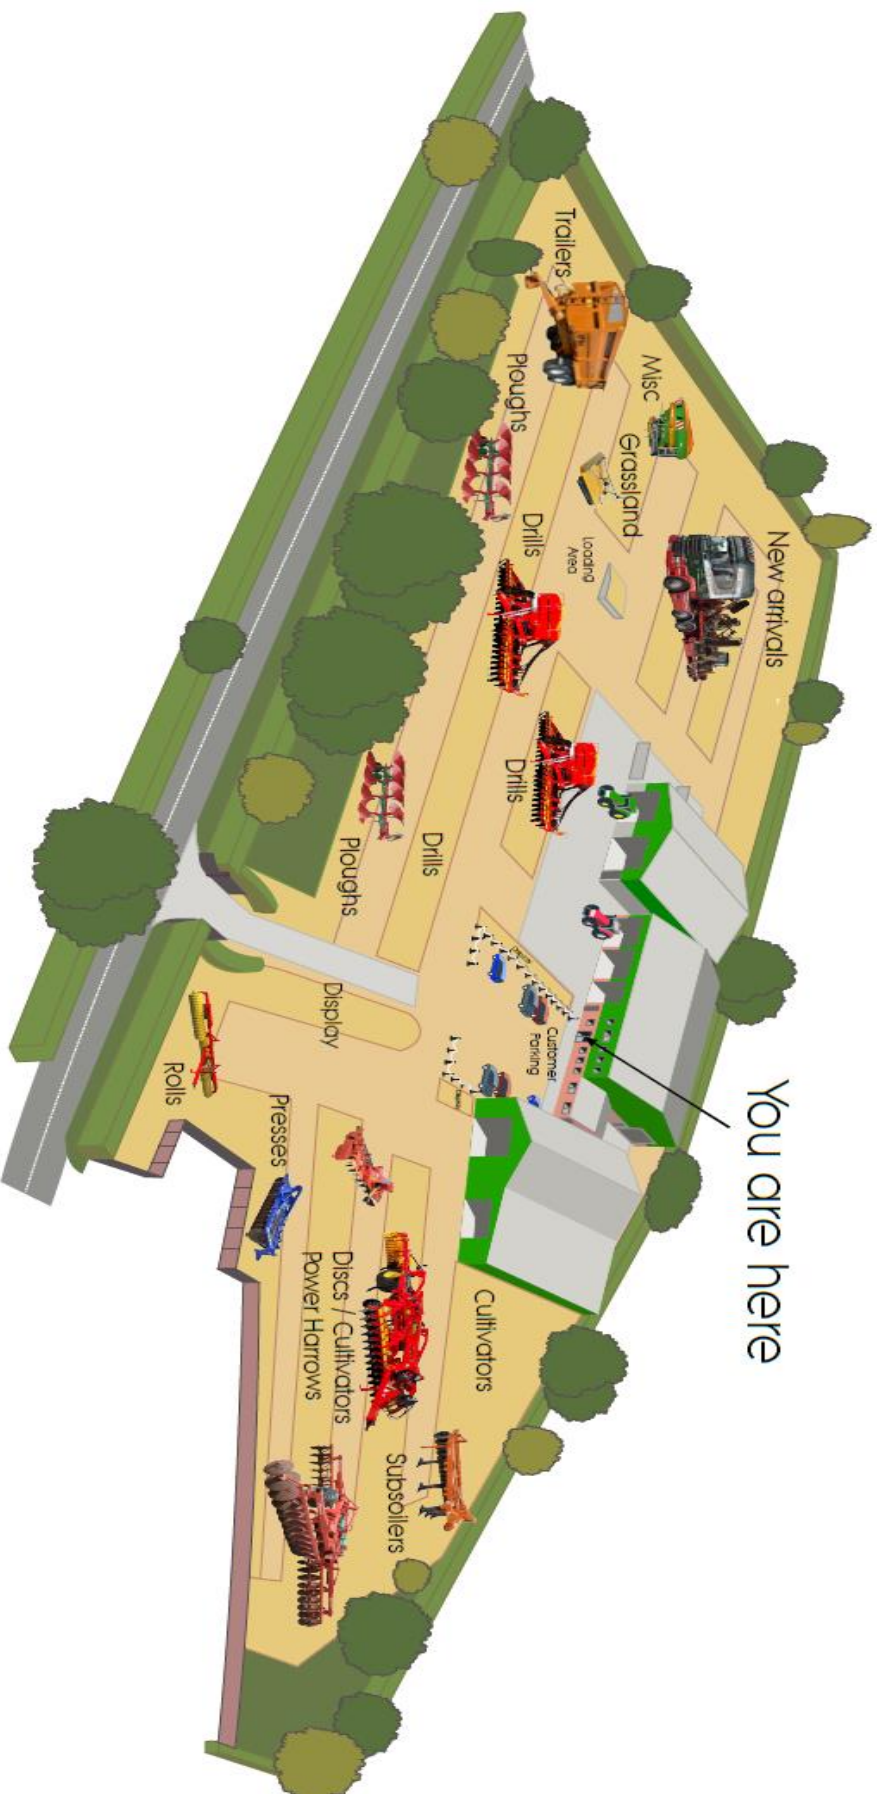 You are here
New arrivals
Misc
Trailers
Grassland
Loading
Area
Ploughs
Drills
Drills
Drills
Ploughs
Customer
Parking
Display
Rolls
Presses
Cultivators
Discs / Cultivators
Power Harrows
Subsoilers